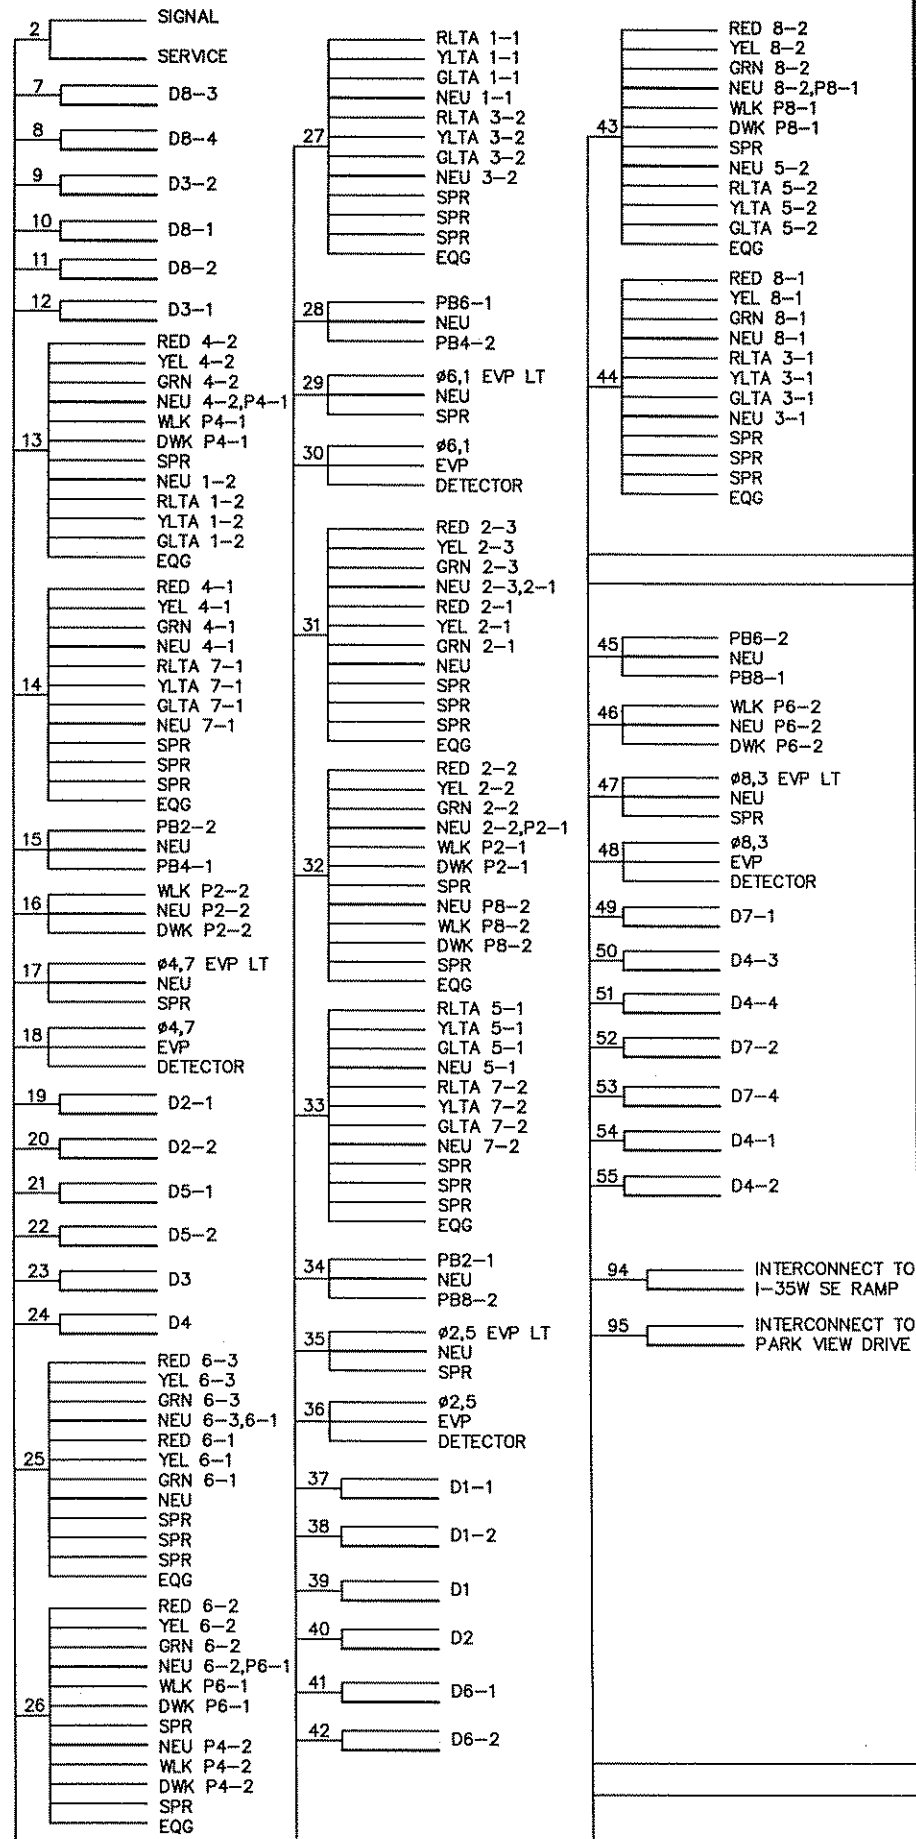 2
SIGNAL
SERVICE
7
D8-3
8
D8-4
9
D3-2
10
D8-1
11
D8-2
12
D3-1
13
RED 4-2
YEL 4-2
GRN 4-2
NEU 4-2,P4-1
WLK P4-1
DWK P4-1
SPR
NEU 1-2
RLTA 1-2
YLTA 1-2
GLTA 1-2
EQG
14
RED 4-1
YEL 4-1
GRN 4-1
NEU 4-1
RLTA 7-1
YLTA 7-1
GLTA 7-1
NEU 7-1
SPR
SPR
SPR
EQG
15
PB2-2
NEU
PB4-1
16
WLK P2-2
NEU P2-2
DWK P2-2
17
ø4,7 EVP LT
NEU
SPR
18
ø4,7
EVP
DETECTOR
19
D2-1
20
D2-2
21
D5-1
22
D5-2
23
D3
24
D4
25
RED 6-3
YEL 6-3
GRN 6-3
NEU 6-3,6-1
RED 6-1
YEL 6-1
GRN 6-1
NEU
SPR
SPR
SPR
EQG
26
RED 6-2
YEL 6-2
GRN 6-2
NEU 6-2,P6-1
WLK P6-1
DWK P6-1
SPR
NEU P4-2
WLK P4-2
DWK P4-2
SPR
EQG
27
RLTA 1-1
YLTA 1-1
GLTA 1-1
NEU 1-1
RLTA 3-2
YLTA 3-2
GLTA 3-2
NEU 3-2
SPR
SPR
SPR
EQG
28
PB6-1
NEU
PB4-2
29
ø6,1 EVP LT
NEU
SPR
30
ø6,1
EVP
DETECTOR
31
RED 2-3
YEL 2-3
GRN 2-3
NEU 2-3,2-1
RED 2-1
YEL 2-1
GRN 2-1
NEU
SPR
SPR
SPR
EQG
32
RED 2-2
YEL 2-2
GRN 2-2
NEU 2-2,P2-1
WLK P2-1
DWK P2-1
SPR
NEU P8-2
WLK P8-2
DWK P8-2
SPR
EQG
33
RLTA 5-1
YLTA 5-1
GLTA 5-1
NEU 5-1
RLTA 7-2
YLTA 7-2
GLTA 7-2
NEU 7-2
SPR
SPR
SPR
EQG
34
PB2-1
NEU
PB8-2
35
ø2,5 EVP LT
NEU
SPR
36
ø2,5
EVP
DETECTOR
37
D1-1
38
D1-2
39
D1
40
D2
41
D6-1
42
D6-2
43
RED 8-2
YEL 8-2
GRN 8-2
NEU 8-2,P8-1
WLK P8-1
DWK P8-1
SPR
NEU 5-2
RLTA 5-2
YLTA 5-2
GLTA 5-2
EQG
44
RED 8-1
YEL 8-1
GRN 8-1
NEU 8-1
RLTA 3-1
YLTA 3-1
GLTA 3-1
NEU 3-1
SPR
SPR
SPR
EQG
45
PB6-2
NEU
PB8-1
46
WLK P6-2
NEU P6-2
DWK P6-2
47
ø8,3 EVP LT
NEU
SPR
48
ø8,3
EVP
DETECTOR
49
D7-1
50
D4-3
51
D4-4
52
D7-2
53
D7-4
54
D4-1
55
D4-2
94
INTERCONNECT TO
I-35W SE RAMP
95
INTERCONNECT TO
PARK VIEW DRIVE